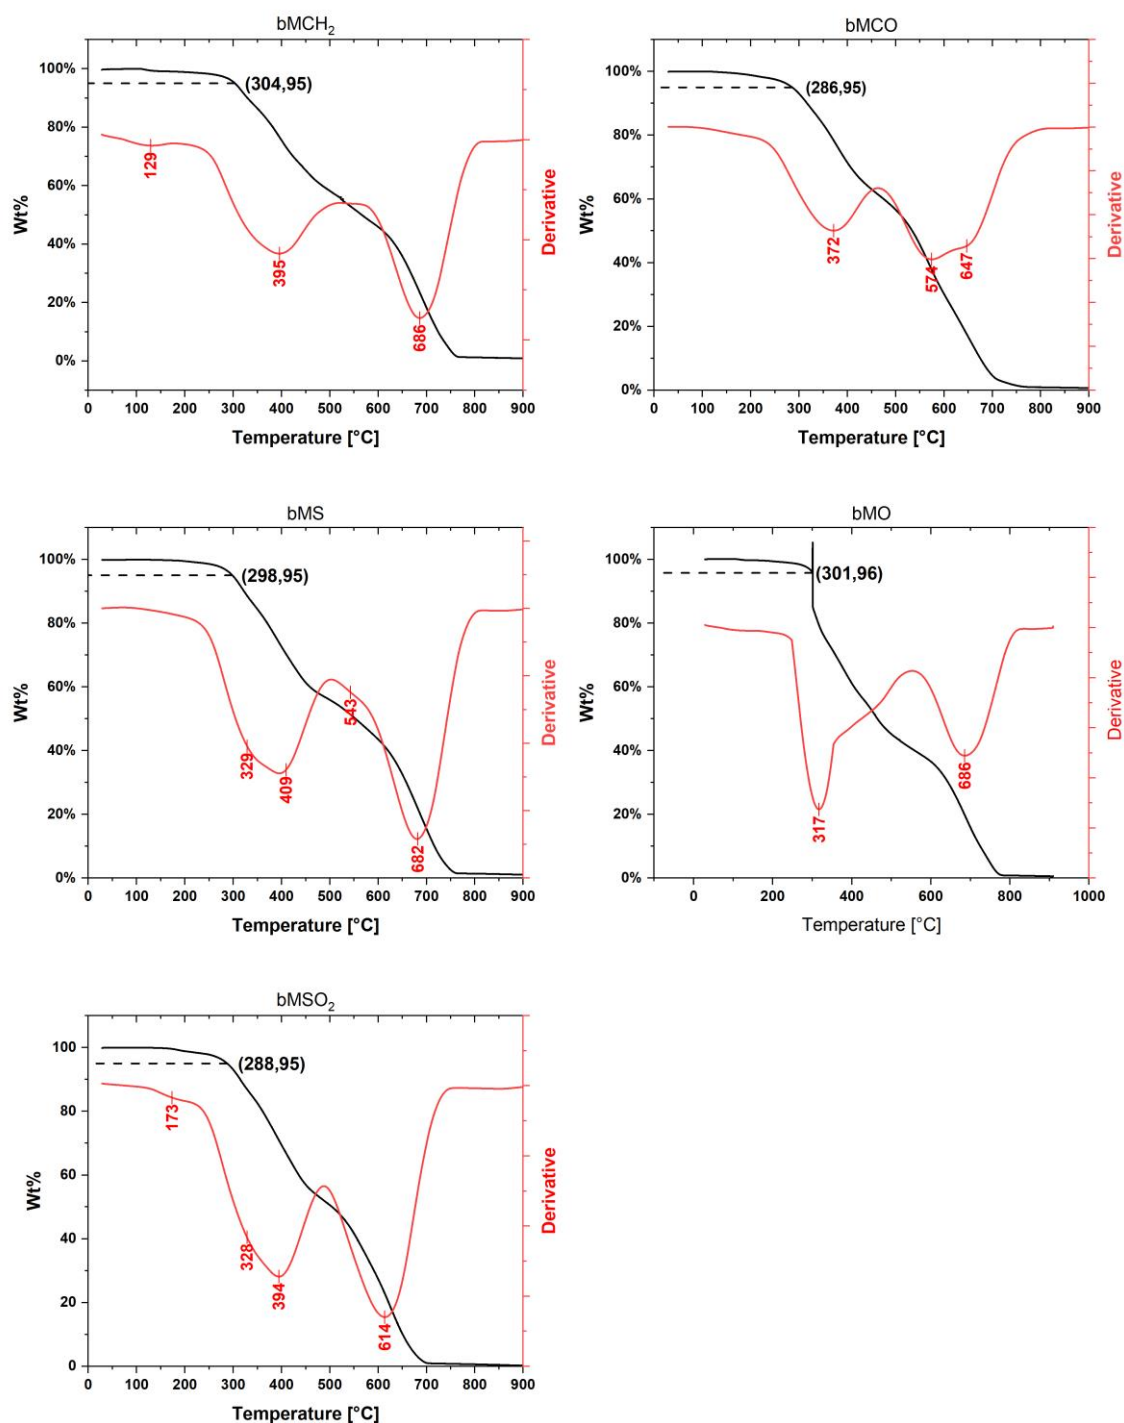 bMCH₂
100%
80%
60%
40%
20%
0%
Wt%
(304,95)
129
395
686
Derivative
0 100 200 300 400 500 600 700 800 900
Temperature [°C]
bMCO
100%
80%
60%
40%
20%
0%
Wt%
(286,95)
372
574
647
Derivative
0 100 200 300 400 500 600 700 800 900
Temperature [°C]
bMS
100%
80%
60%
40%
20%
0%
Wt%
(298,95)
329
409
543
682
Derivative
0 100 200 300 400 500 600 700 800 900
Temperature [°C]
bMO
100%
80%
60%
40%
20%
0%
Wt%
(301,96)
317
686
Derivative
0 200 400 600 800 1000
Temperature [°C]
bMSO₂
100
80
60
40
20
0
Wt%
(288,95)
173
328
394
614
Derivative
0 100 200 300 400 500 600 700 800 900
Temperature [°C]